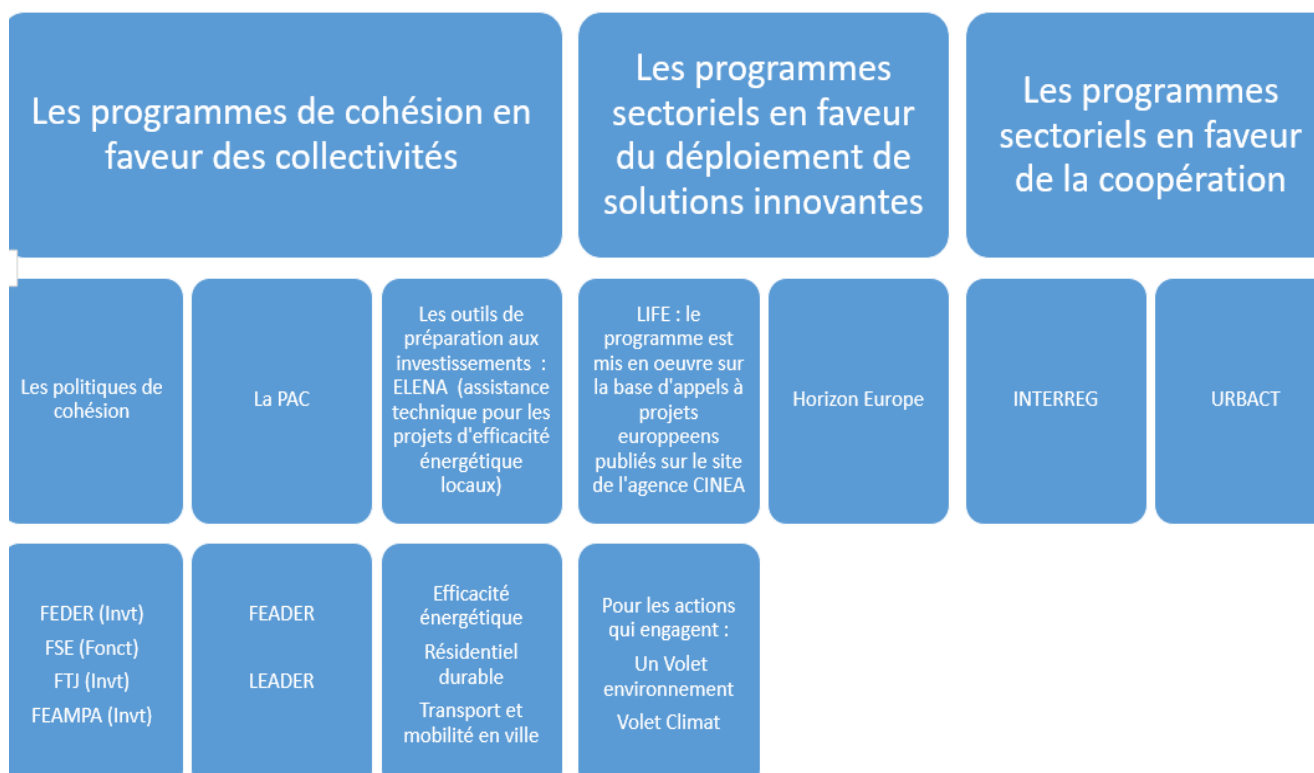 Les programmes de cohésion en
faveur des collectivités
Les programmes
sectoriels en faveur
du déploiement de
solutions innovantes
Les programmes
sectoriels en faveur
de la coopération
Les politiques de
cohésion
La PAC
Les outils de
préparation aux
investissements :
ELENA (assistance
technique pour les
projets d'efficacité
énergétique
locaux)
LIFE : le
programme est
mis en oeuvre sur
la base d'appels à
projets
europpeens
publiés sur le site
de l'agence CINEA
Horizon Europe
INTERREG
URBACT
FEDER (Invt)
FSE (Fonct)
FTJ (Invt)
FEAMPA (Invt)
FEADER
LEADER
Efficacité
énergétique
Résidentiel
durable
Transport et
mobilité en ville
Pour les actions
qui engagent :
Un Volet
environnement
Volet Climat